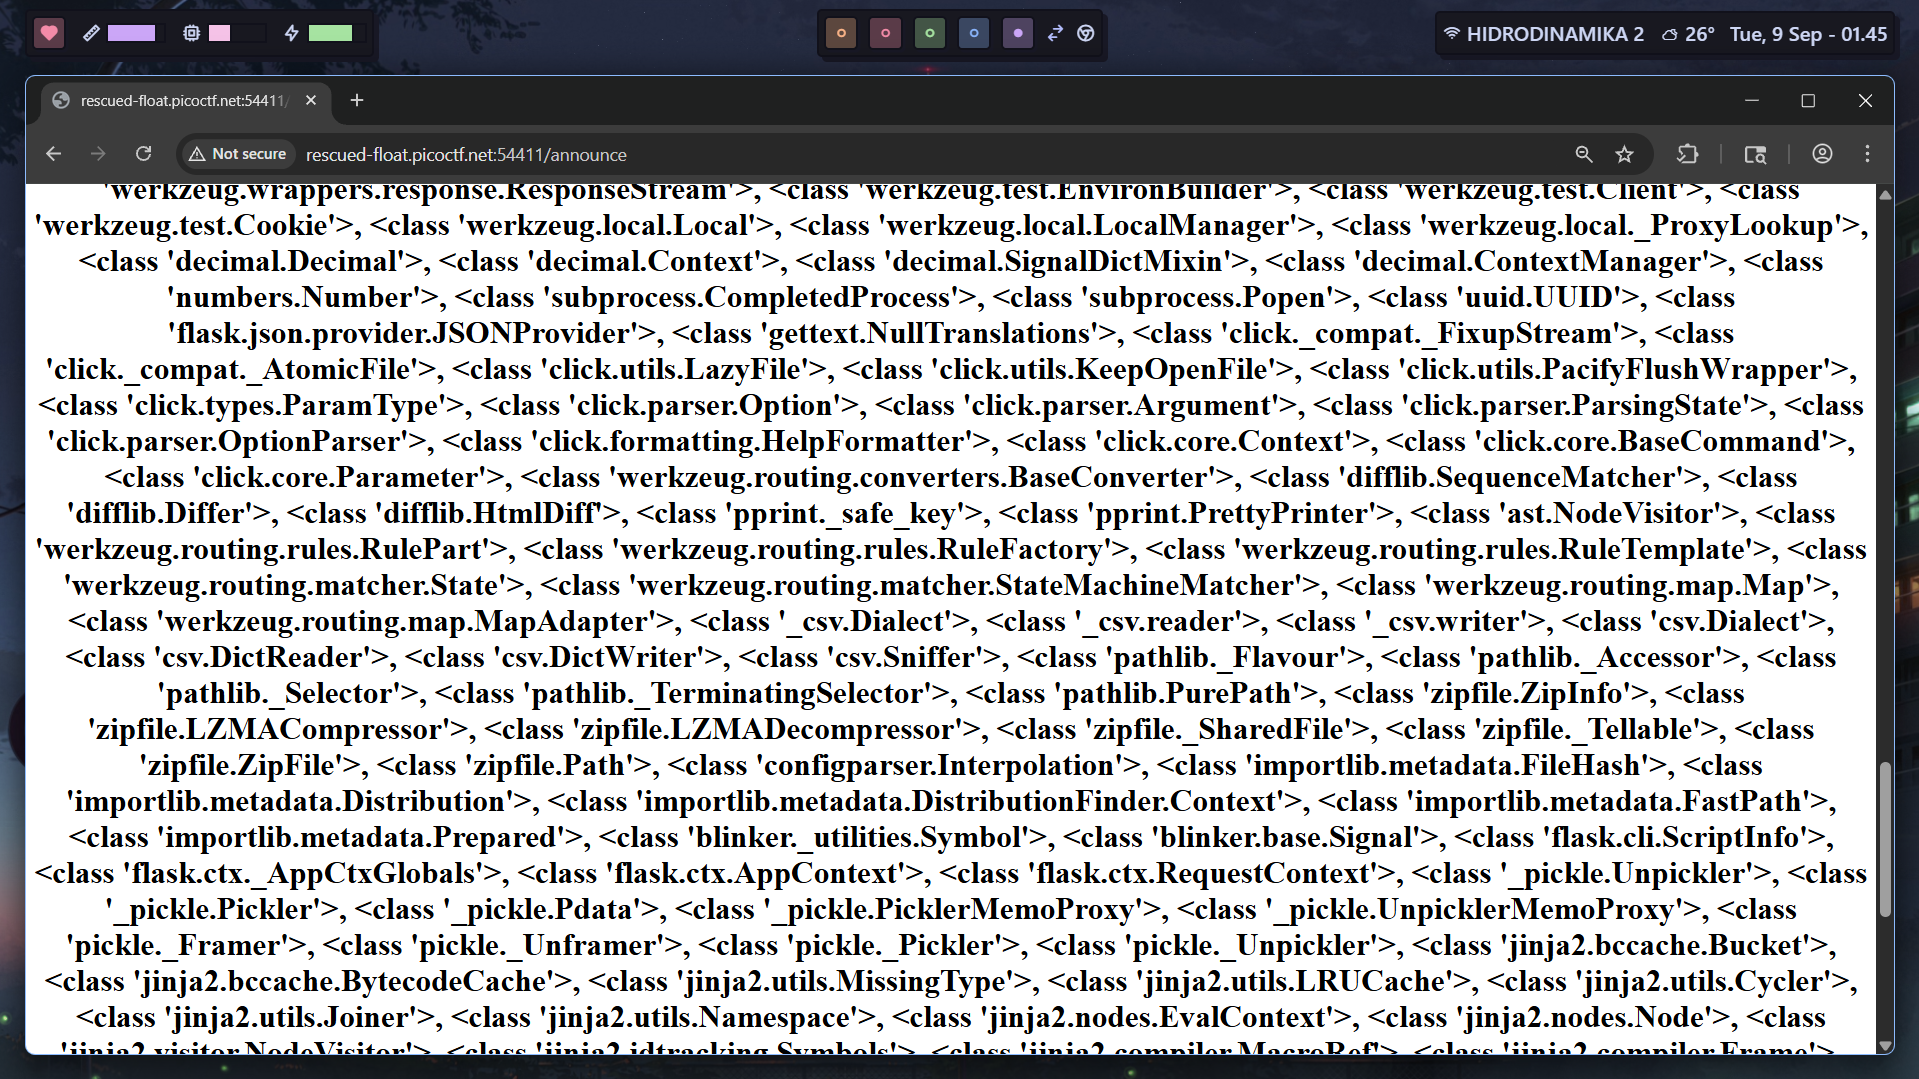 HIDRODINAMIKA 2 26° Tue, 9 Sep - 01.45
rescued-float.picoctf.net:54411/
Not secure rescued-float.picoctf.net:54411/announce
'werkzeug.wrappers.response.ResponseStream'>, <class 'werkzeug.test.EnvironBuilder'>, <class 'werkzeug.test.Client'>, <class
'werkzeug.test.Cookie'>, <class 'werkzeug.local.Local'>, <class 'werkzeug.local.LocalManager'>, <class 'werkzeug.local._ProxyLookup'>,
<class 'decimal.Decimal'>, <class 'decimal.Context'>, <class 'decimal.SignalDictMixin'>, <class 'decimal.ContextManager'>, <class
'numbers.Number'>, <class 'subprocess.CompletedProcess'>, <class 'subprocess.Popen'>, <class 'uuid.UUID'>, <class
'flask.json.provider.JSONProvider'>, <class 'gettext.NullTranslations'>, <class 'click._compat._FixupStream'>, <class
'click._compat._AtomicFile'>, <class 'click.utils.LazyFile'>, <class 'click.utils.KeepOpenFile'>, <class 'click.utils.PacifyFlushWrapper'>,
<class 'click.types.ParamType'>, <class 'click.parser.Option'>, <class 'click.parser.Argument'>, <class 'click.parser.ParsingState'>, <class
'click.parser.OptionParser'>, <class 'click.formatting.HelpFormatter'>, <class 'click.core.Context'>, <class 'click.core.BaseCommand'>,
<class 'click.core.Parameter'>, <class 'werkzeug.routing.converters.BaseConverter'>, <class 'difflib.SequenceMatcher'>, <class
'difflib.Differ'>, <class 'difflib.HtmlDiff'>, <class 'pprint._safe_key'>, <class 'pprint.PrettyPrinter'>, <class 'ast.NodeVisitor'>, <class
'werkzeug.routing.rules.RulePart'>, <class 'werkzeug.routing.rules.RuleFactory'>, <class 'werkzeug.routing.rules.RuleTemplate'>, <class
'werkzeug.routing.matcher.State'>, <class 'werkzeug.routing.matcher.StateMachineMatcher'>, <class 'werkzeug.routing.map.Map'>,
<class 'werkzeug.routing.map.MapAdapter'>, <class '_csv.Dialect'>, <class '_csv.reader'>, <class '_csv.writer'>, <class 'csv.Dialect'>,
<class 'csv.DictReader'>, <class 'csv.DictWriter'>, <class 'csv.Sniffer'>, <class 'pathlib._Flavour'>, <class 'pathlib._Accessor'>, <class
'pathlib._Selector'>, <class 'pathlib._TerminatingSelector'>, <class 'pathlib.PurePath'>, <class 'zipfile.ZipInfo'>, <class
'zipfile.LZMACompressor'>, <class 'zipfile.LZMADecompressor'>, <class 'zipfile._SharedFile'>, <class 'zipfile._Tellable'>, <class
'zipfile.ZipFile'>, <class 'zipfile.Path'>, <class 'configparser.Interpolation'>, <class 'importlib.metadata.FileHash'>, <class
'importlib.metadata.Distribution'>, <class 'importlib.metadata.DistributionFinder.Context'>, <class 'importlib.metadata.FastPath'>,
<class 'importlib.metadata.Prepared'>, <class 'blinker._utilities.Symbol'>, <class 'blinker.base.Signal'>, <class 'flask.cli.ScriptInfo'>,
<class 'flask.ctx._AppCtxGlobals'>, <class 'flask.ctx.AppContext'>, <class 'flask.ctx.RequestContext'>, <class '_pickle.Unpickler'>, <class
'_pickle.Pickler'>, <class '_pickle.Pdata'>, <class '_pickle.PicklerMemoProxy'>, <class '_pickle.UnpicklerMemoProxy'>, <class
'pickle._Framer'>, <class 'pickle._Unframer'>, <class 'pickle._Pickler'>, <class 'pickle._Unpickler'>, <class 'jinja2.bccache.Bucket'>,
<class 'jinja2.bccache.BytecodeCache'>, <class 'jinja2.utils.MissingType'>, <class 'jinja2.utils.LRUCache'>, <class 'jinja2.utils.Cycler'>,
<class 'jinja2.utils.Joiner'>, <class 'jinja2.utils.Namespace'>, <class 'jinja2.nodes.EvalContext'>, <class 'jinja2.nodes.Node'>, <class
'jinja2.visitor.NodeVisitor'>, <class 'jinja2.idtracking.Symbols'>, <class 'jinja2.compiler.MacroRef'>, <class 'jinja2.compiler.Frame'>